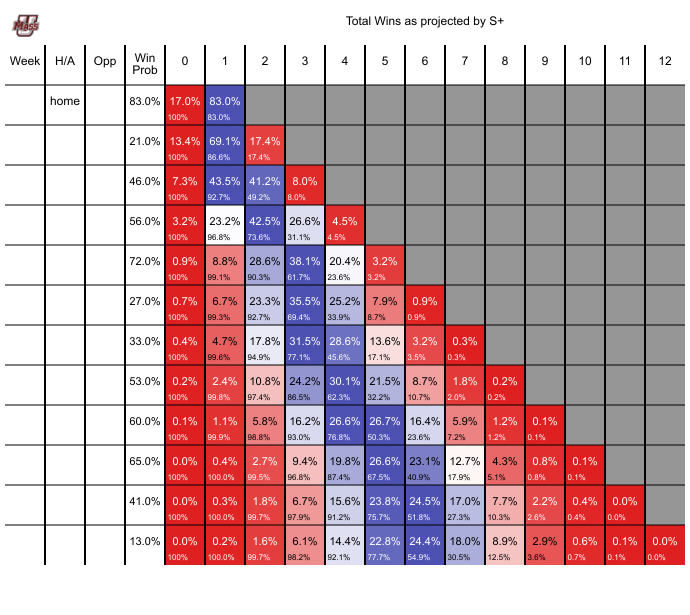 U
MASS
Total Wins as projected by S+
Week H/A Opp Win Prob 0 1 2 3 4 5 6 7 8 9 10 11 12
home 83.0% 17.0% 83.0%
100% 83.0%
21.0% 13.4% 69.1% 17.4%
100% 86.6% 17.4%
46.0% 7.3% 43.5% 41.2% 8.0%
100% 92.7% 49.2% 8.0%
56.0% 3.2% 23.2% 42.5% 26.6% 4.5%
100% 96.8% 73.6% 31.1% 4.5%
72.0% 0.9% 8.8% 28.6% 38.1% 20.4% 3.2%
100% 99.1% 90.3% 61.7% 23.6% 3.2%
27.0% 0.7% 6.7% 23.3% 35.5% 25.2% 7.9% 0.9%
100% 99.3% 92.7% 69.4% 33.9% 8.7% 0.9%
33.0% 0.4% 4.7% 17.8% 31.5% 28.6% 13.6% 3.2% 0.3%
100% 99.6% 94.9% 77.1% 45.6% 17.1% 3.5% 0.3%
53.0% 0.2% 2.4% 10.8% 24.2% 30.1% 21.5% 8.7% 1.8% 0.2%
100% 99.8% 97.4% 86.5% 62.3% 32.2% 10.7% 2.0% 0.2%
60.0% 0.1% 1.1% 5.8% 16.2% 26.6% 26.7% 16.4% 5.9% 1.2% 0.1%
100% 99.9% 98.8% 93.0% 76.8% 50.3% 23.6% 7.2% 1.2% 0.1%
65.0% 0.0% 0.4% 2.7% 9.4% 19.8% 26.6% 23.1% 12.7% 4.3% 0.8% 0.1%
100% 100.0% 99.5% 96.8% 87.4% 67.5% 40.9% 17.9% 5.1% 0.8% 0.1%
41.0% 0.0% 0.3% 1.8% 6.7% 15.6% 23.8% 24.5% 17.0% 7.7% 2.2% 0.4% 0.0%
100% 100.0% 99.7% 97.9% 91.2% 75.7% 51.8% 27.3% 10.3% 2.6% 0.4% 0.0%
13.0% 0.0% 0.2% 1.6% 6.1% 14.4% 22.8% 24.4% 18.0% 8.9% 2.9% 0.6% 0.1% 0.0%
100% 100.0% 99.7% 98.2% 92.1% 77.7% 54.9% 30.5% 12.5% 3.6% 0.7% 0.1% 0.0%